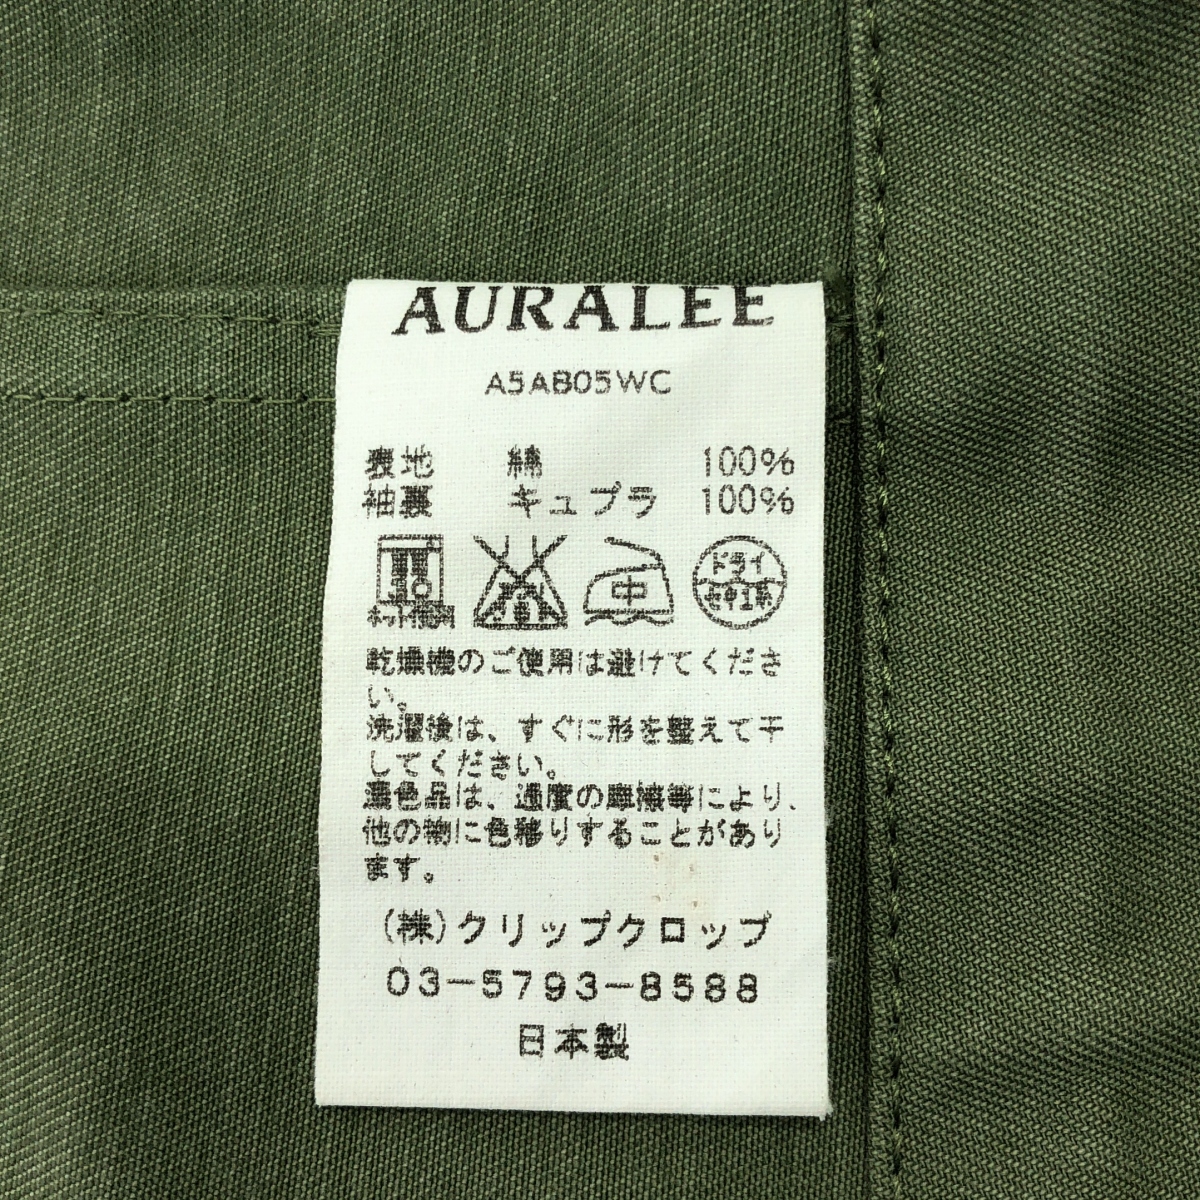 AURALEE
A5AB05WC
表地 綿 100%
袖裏 キュプラ 100%
中
ドライ
乾燥機のご使用は避けてくださ
い。
洗濯後は、すぐに形を整えて干
してください。
濃色品は、過度の摩擦等により、
他の物に色移りすることがあり
ます。
(株)クリップクロップ
03-5793-8588
日本製